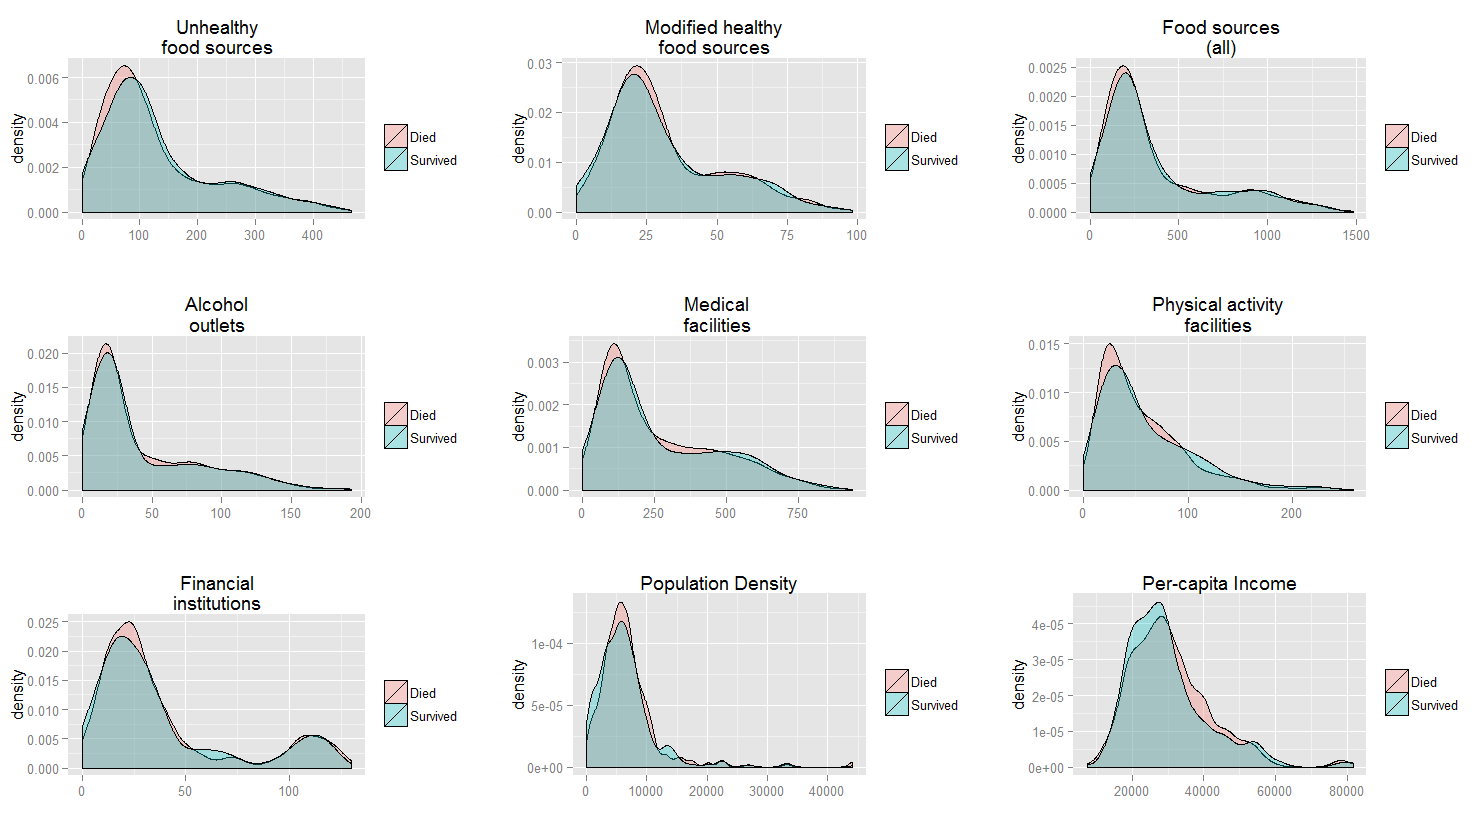 Unhealthy
food sources
0.006
0.004
0.002
0.000
density
0
100
200
300
400
Died
Survived
Modified healthy
food sources
0.03
0.02
0.01
0.00
density
0
25
50
75
100
Died
Survived
Food sources
(all)
0.0025
0.0020
0.0015
0.0010
0.0005
0.0000
density
0
500
1000
1500
Died
Survived
Alcohol
outlets
0.020
0.015
0.010
0.005
0.000
density
0
50
100
150
200
Died
Survived
Medical
facilities
0.003
0.002
0.001
0.000
density
0
250
500
750
Died
Survived
Physical activity
facilities
0.015
0.010
0.005
0.000
density
0
100
200
Died
Survived
Financial
institutions
0.025
0.020
0.015
0.010
0.005
0.000
density
0
50
100
Died
Survived
Population Density
1e-04
5e-05
0e+00
density
0
10000
20000
30000
40000
Died
Survived
Per-capita Income
4e-05
3e-05
2e-05
1e-05
0e+00
density
20000
40000
60000
80000
Died
Survived